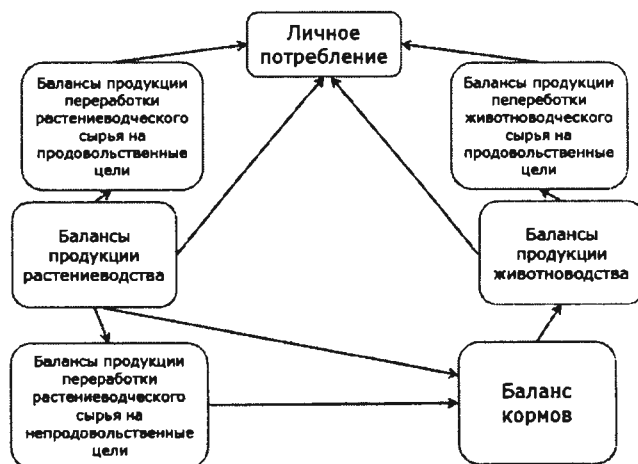 Личное
потребление
Балансы продукции
переработки
растениеводческого
сырья на
продовольственные
цели
Балансы продукции
пепереботки
животноводческого
сырья на
продовольственные
цели
Балансы
продукции
растениеводства
Балансы
продукции
животноводства
Балансы продукции
переработки
растениеводческого
сырья на
непродовольственные
цели
Баланс
кормов